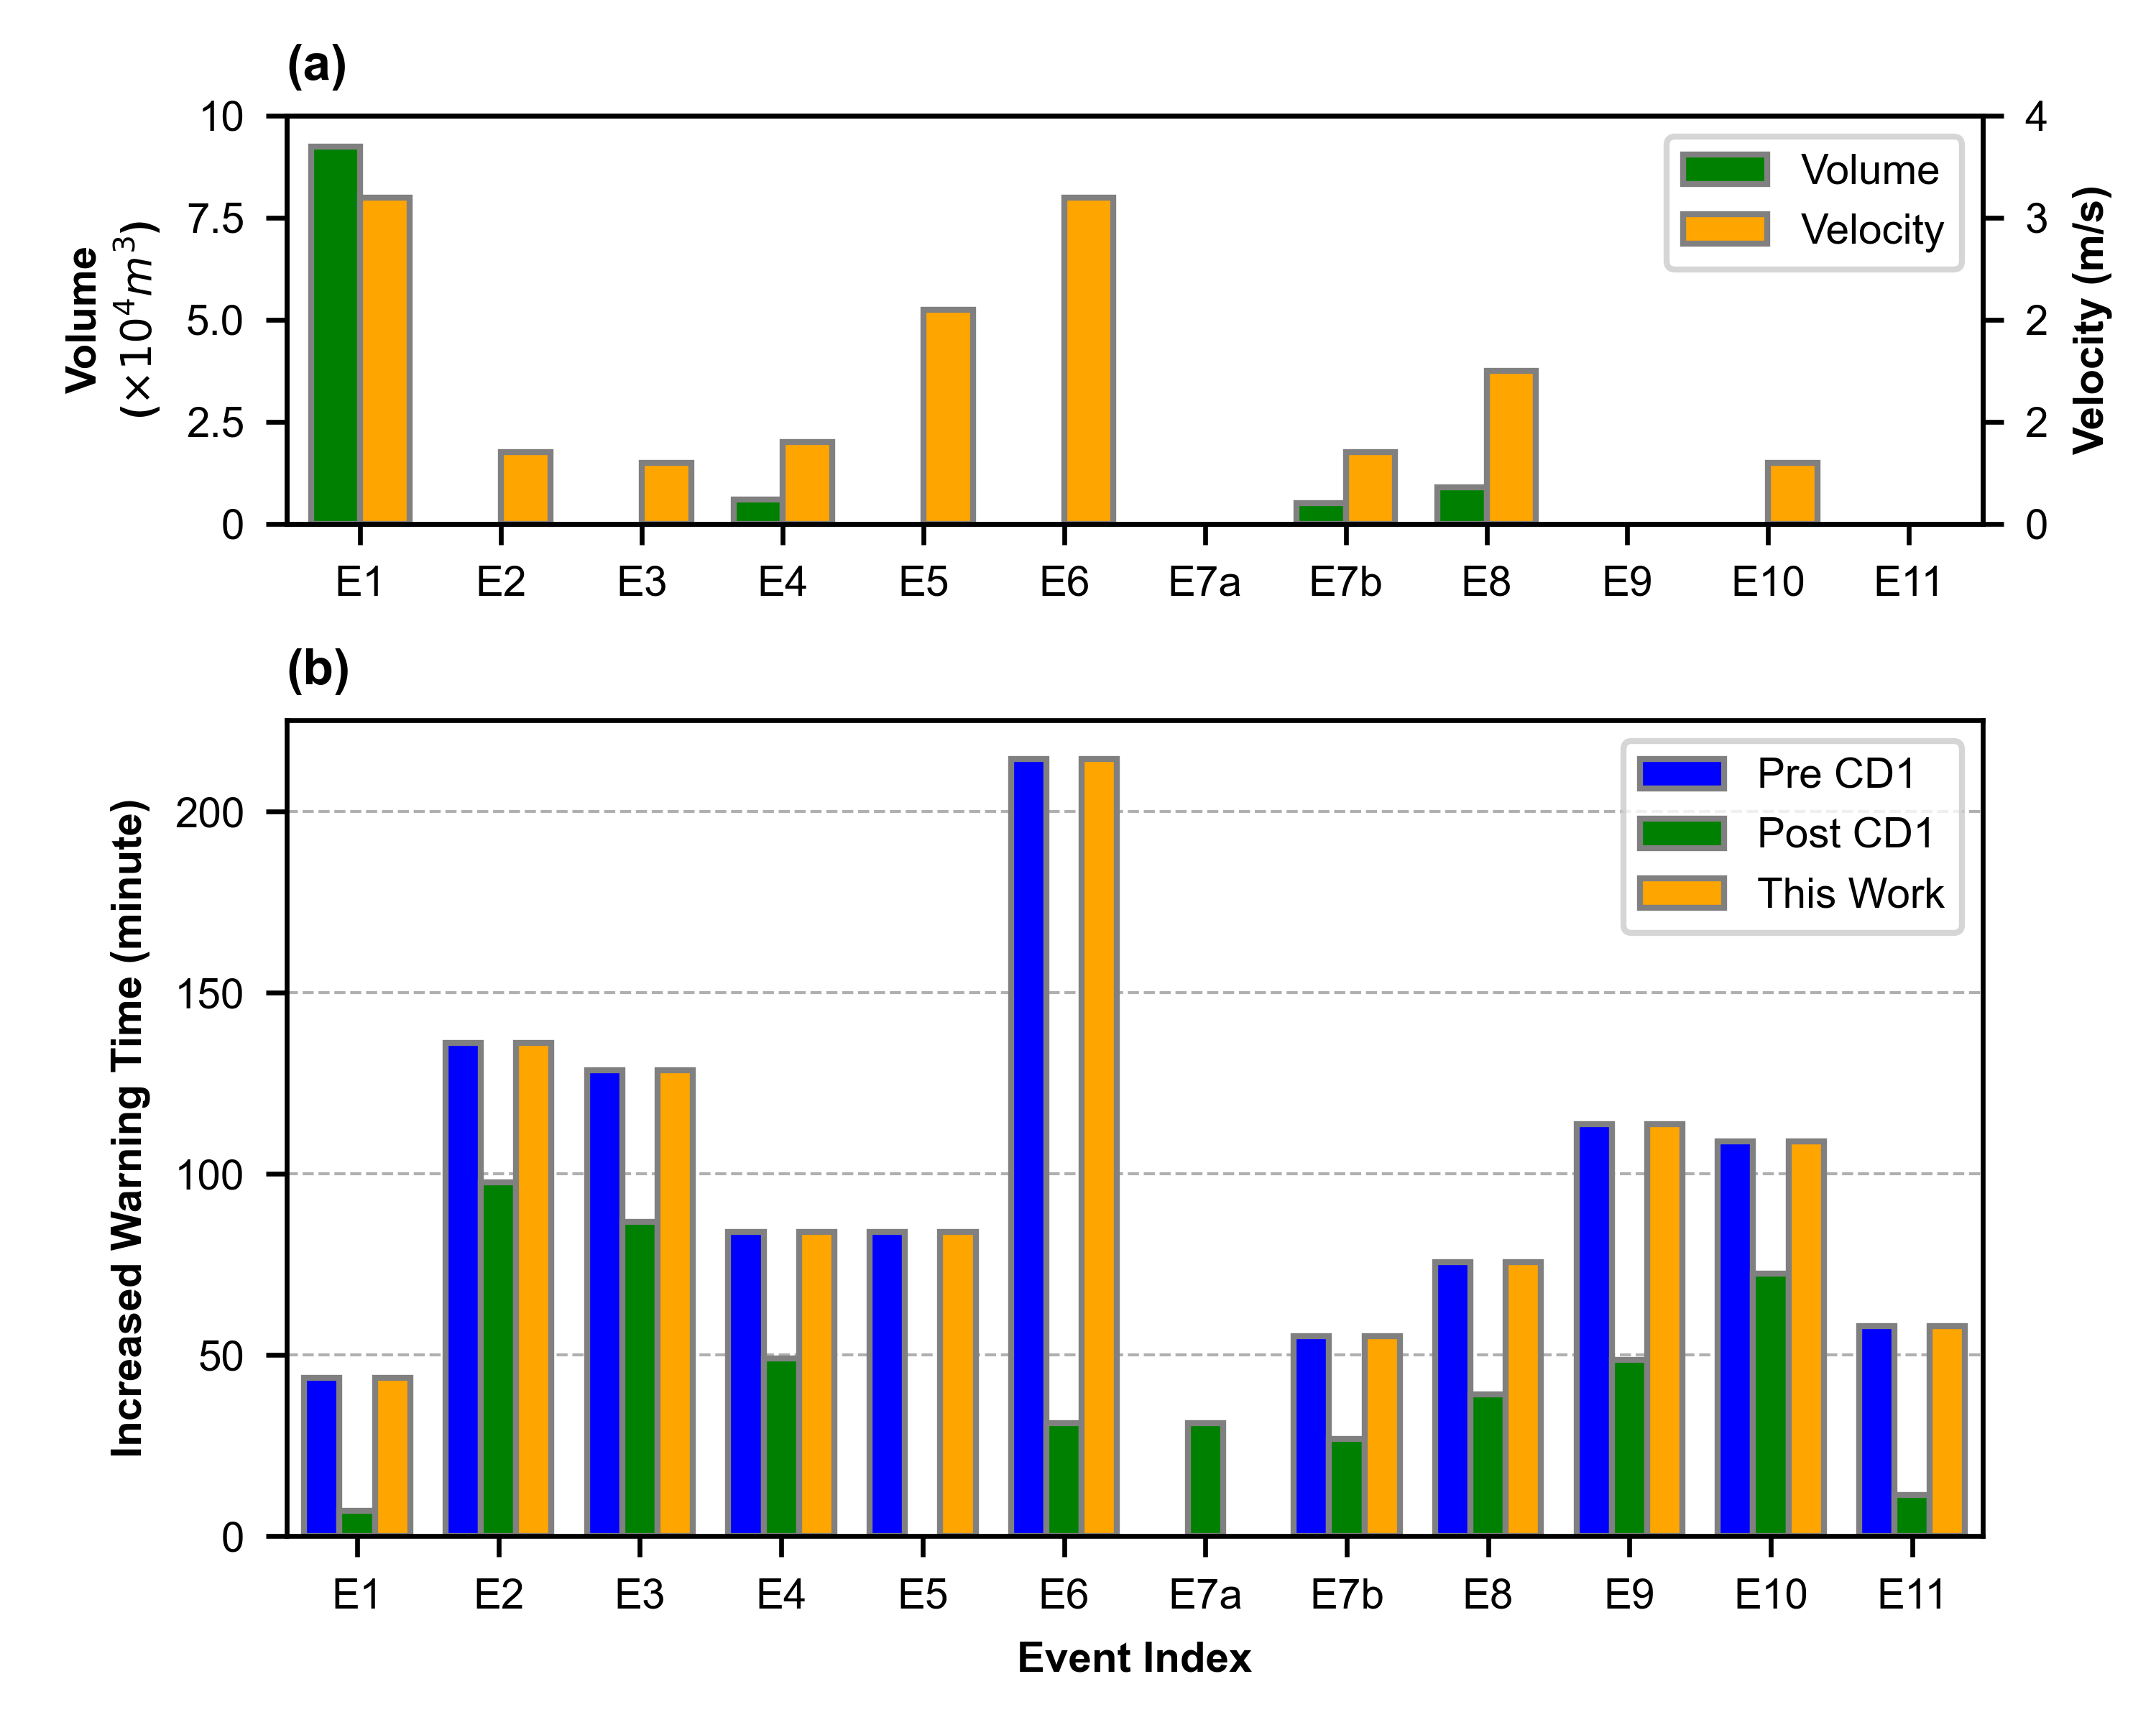 (a)
10
7.5
5.0
2.5
0
Volume
(×10⁴m³)
4
3
2
2
0
Velocity (m/s)
Volume
Velocity
E1 E2 E3 E4 E5 E6 E7a E7b E8 E9 E10 E11
(b)
200
150
100
50
0
Increased Warning Time (minute)
Pre CD1
Post CD1
This Work
E1 E2 E3 E4 E5 E6 E7a E7b E8 E9 E10 E11
Event Index